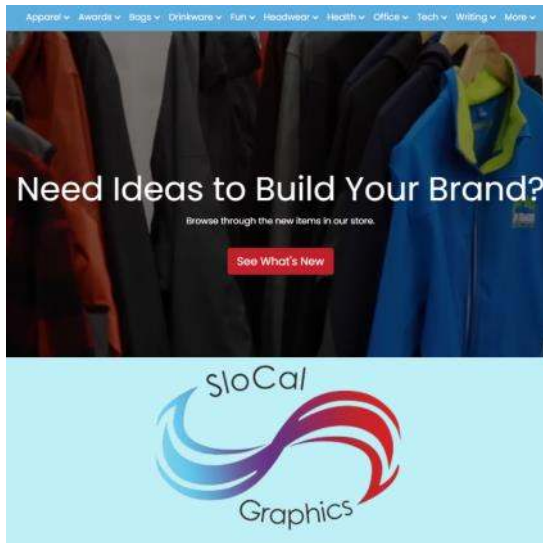 Apparel Awards Bags Drinkware Fun Headwear Health Office Tech Writing More
Need Ideas to Build Your Brand?
Browse through the new items in our store.
See What's New
SloCal
Graphics